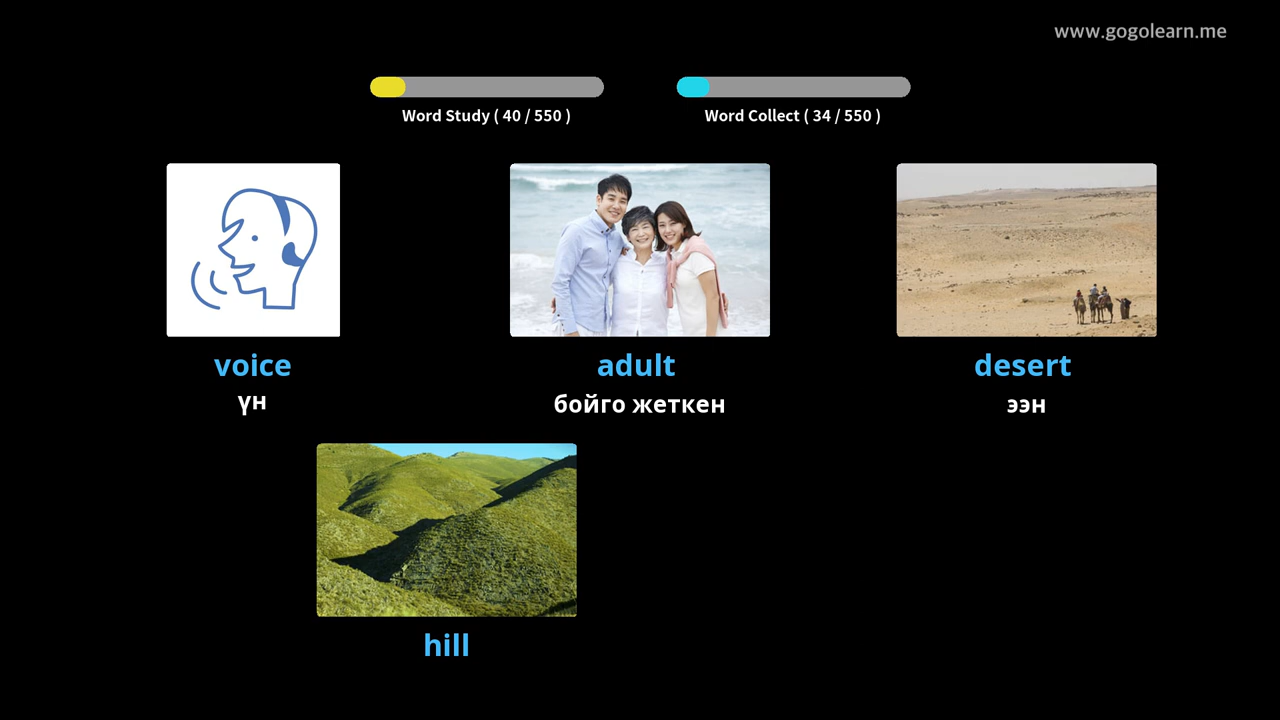 www.gogolearn.me
Word Study ( 40 / 550 )
Word Collect ( 34 / 550 )
voice
үн
adult
бойго жеткен
desert
ээн
hill